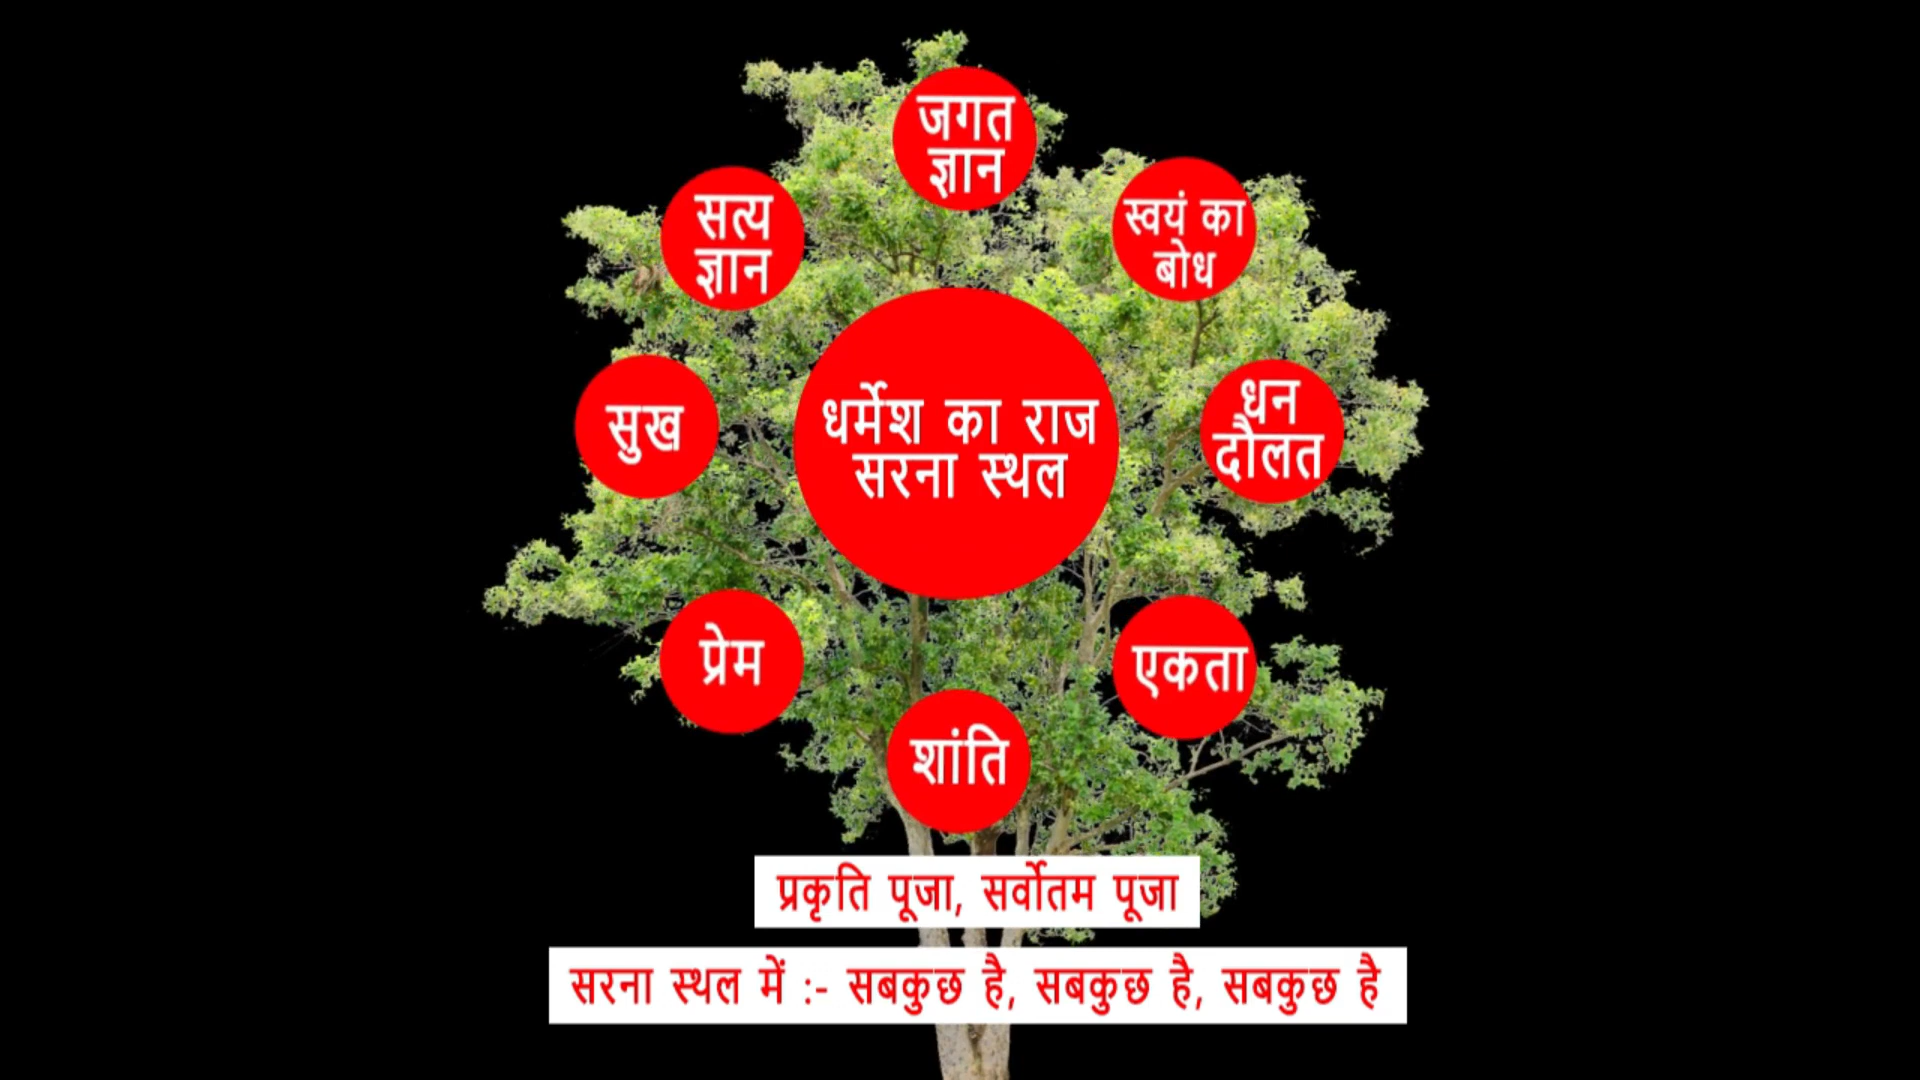 जगत
ज्ञान
सत्य
ज्ञान
स्वयं का
बोध
सुख
धर्मेश का राज
सरना स्थल
धन
दौलत
प्रेम
एकता
शांति
प्रकृति पूजा, सर्वोतम पूजा
सरना स्थल में :- सबकुछ है, सबकुछ है, सबकुछ है